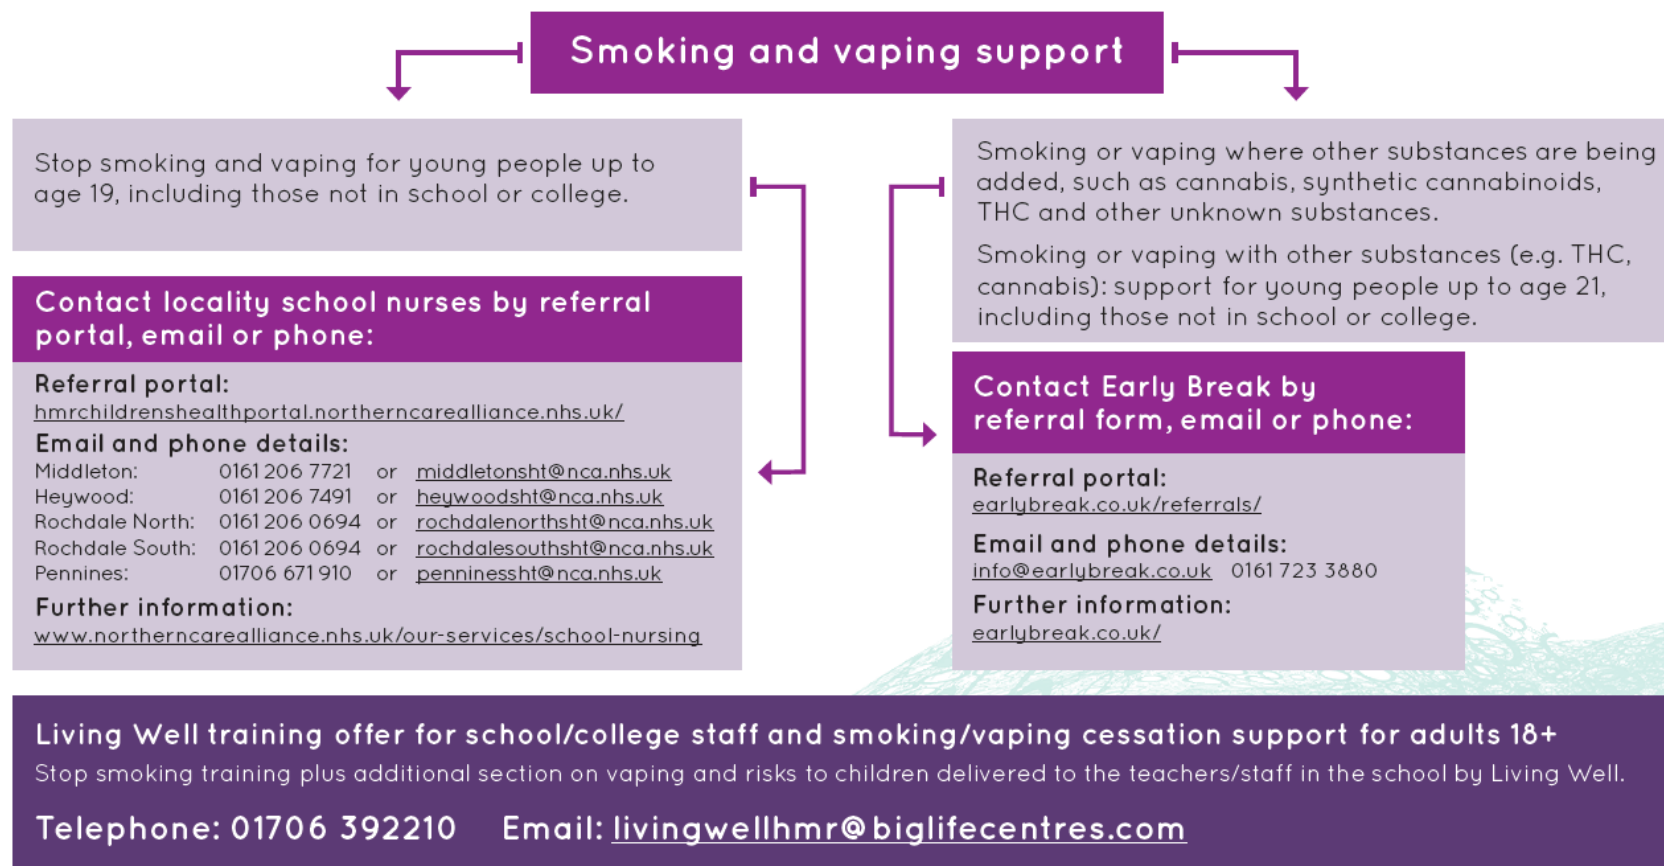 Smoking and vaping support
Stop smoking and vaping for young people up to
age 19, including those not in school or college.
Contact locality school nurses by referral
portal, email or phone:
Referral portal:
hmrchildrenshealthportal.northerncarealliance.nhs.uk/
Email and phone details:
Middleton: 0161 206 7721 or middletonsht@nca.nhs.uk
Heywood: 0161 206 7491 or heywoodsht@nca.nhs.uk
Rochdale North: 0161 206 0694 or rochdalenorthsht@nca.nhs.uk
Rochdale South: 0161 206 0694 or rochdalesouthsht@nca.nhs.uk
Pennines: 01706 671 910 or penninessht@nca.nhs.uk
Further information:
www.northerncarealliance.nhs.uk/our-services/school-nursing
Smoking or vaping where other substances are being
added, such as cannabis, synthetic cannabinoids,
THC and other unknown substances.
Smoking or vaping with other substances (e.g. THC,
cannabis): support for young people up to age 21,
including those not in school or college.
Contact Early Break by
referral form, email or phone:
Referral portal:
earlybreak.co.uk/referrals/
Email and phone details:
info@earlybreak.co.uk 0161 723 3880
Further information:
earlybreak.co.uk/
Living Well training offer for school/college staff and smoking/vaping cessation support for adults 18+
Stop smoking training plus additional section on vaping and risks to children delivered to the teachers/staff in the school by Living Well.
Telephone: 01706 392210 Email: livingwellhmr@biglifecentres.com